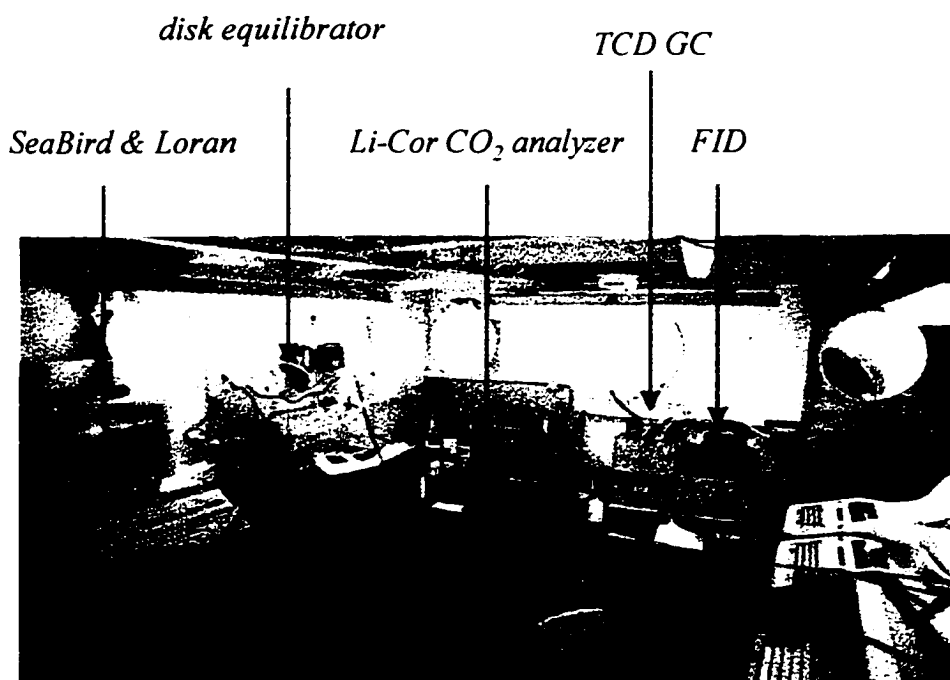 disk equilibrator
TCD GC
SeaBird & Loran
Li-Cor CO₂ analyzer
FID